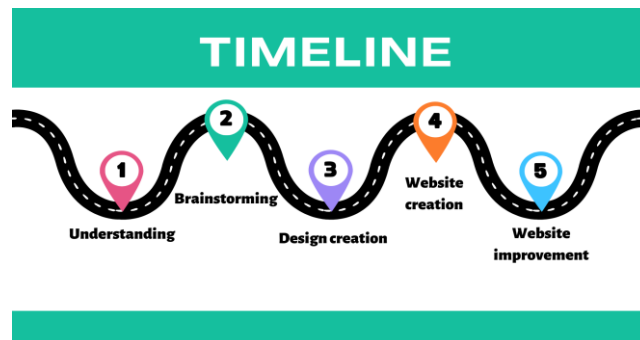 TIMELINE
1
Understanding
2
Brainstorming
3
Design creation
4
Website
creation
5
Website
improvement